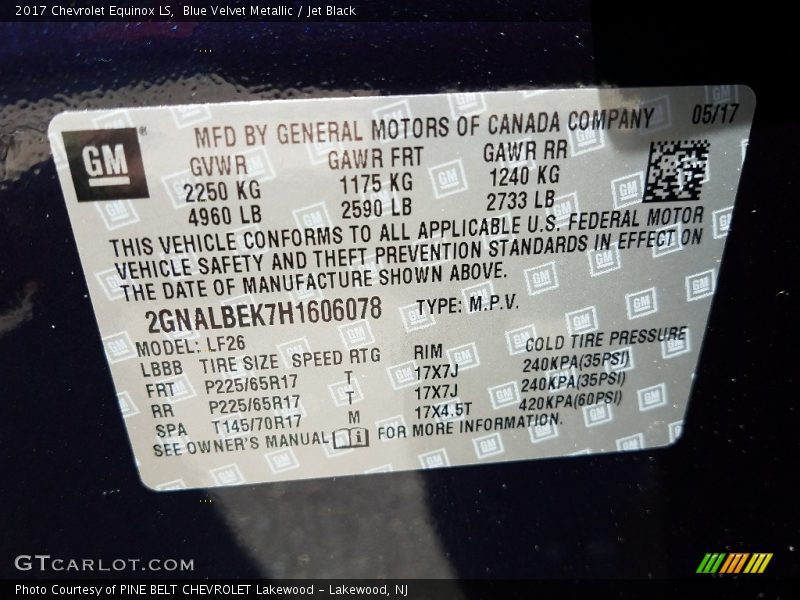 2017 Chevrolet Equinox LS, Blue Velvet Metallic / Jet Black
GM ® MFD BY GENERAL MOTORS OF CANADA COMPANY 05/17
GVWR GAWR FRT GAWR RR
2250 KG 1175 KG 1240 KG
4960 LB 2590 LB 2733 LB
THIS VEHICLE CONFORMS TO ALL APPLICABLE U.S. FEDERAL MOTOR
VEHICLE SAFETY AND THEFT PREVENTION STANDARDS IN EFFECT ON
THE DATE OF MANUFACTURE SHOWN ABOVE.
2GNALBEK7H1606078 TYPE: M.P.V.
MODEL: LF26
LBBB TIRE SIZE SPEED RTG RIM COLD TIRE PRESSURE
FRT P225/65R17 T 17X7J 240KPA(35PSI)
RR P225/65R17 T 17X7J 240KPA(35PSI)
SPA T145/70R17 M 17X4.5T 420KPA(60PSI)
SEE OWNER'S MANUAL i FOR MORE INFORMATION.
GTCARLOT.COM
Photo Courtesy of PINE BELT CHEVROLET Lakewood - Lakewood, NJ